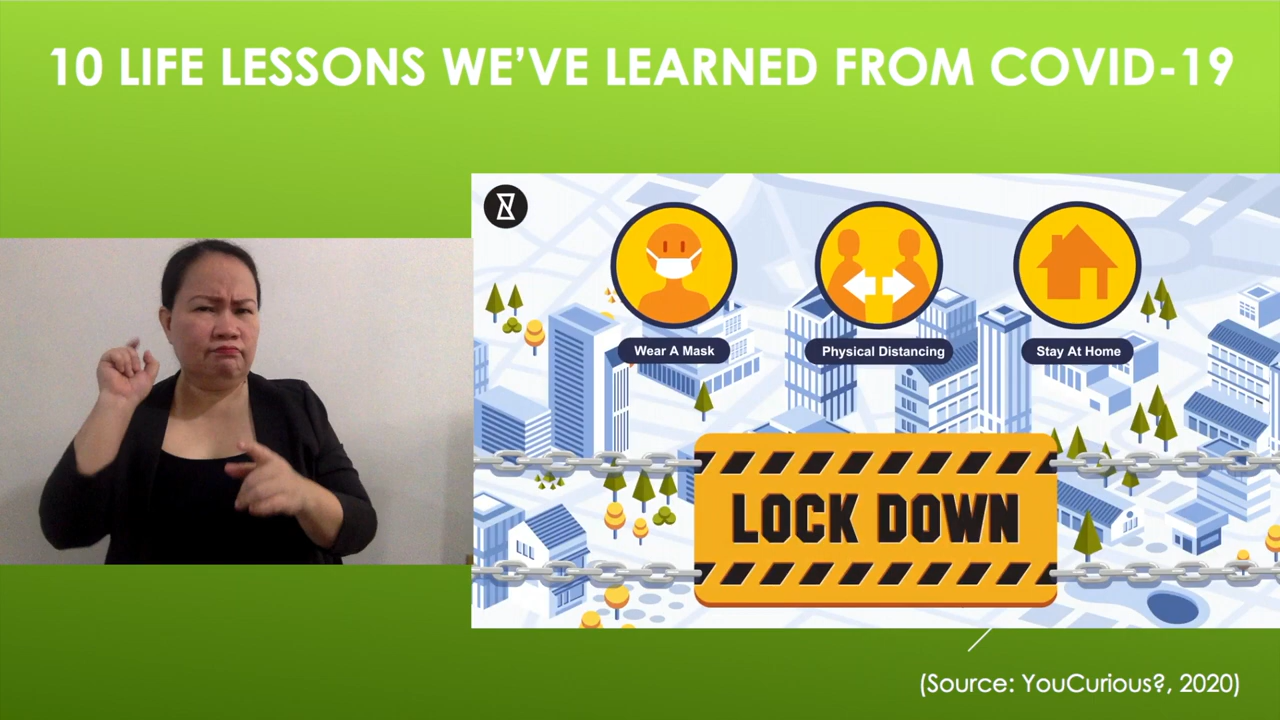 10 LIFE LESSONS WE’VE LEARNED FROM COVID-19
Wear A Mask
Physical Distancing
Stay At Home
LOCK DOWN
(Source: YouCurious?, 2020)